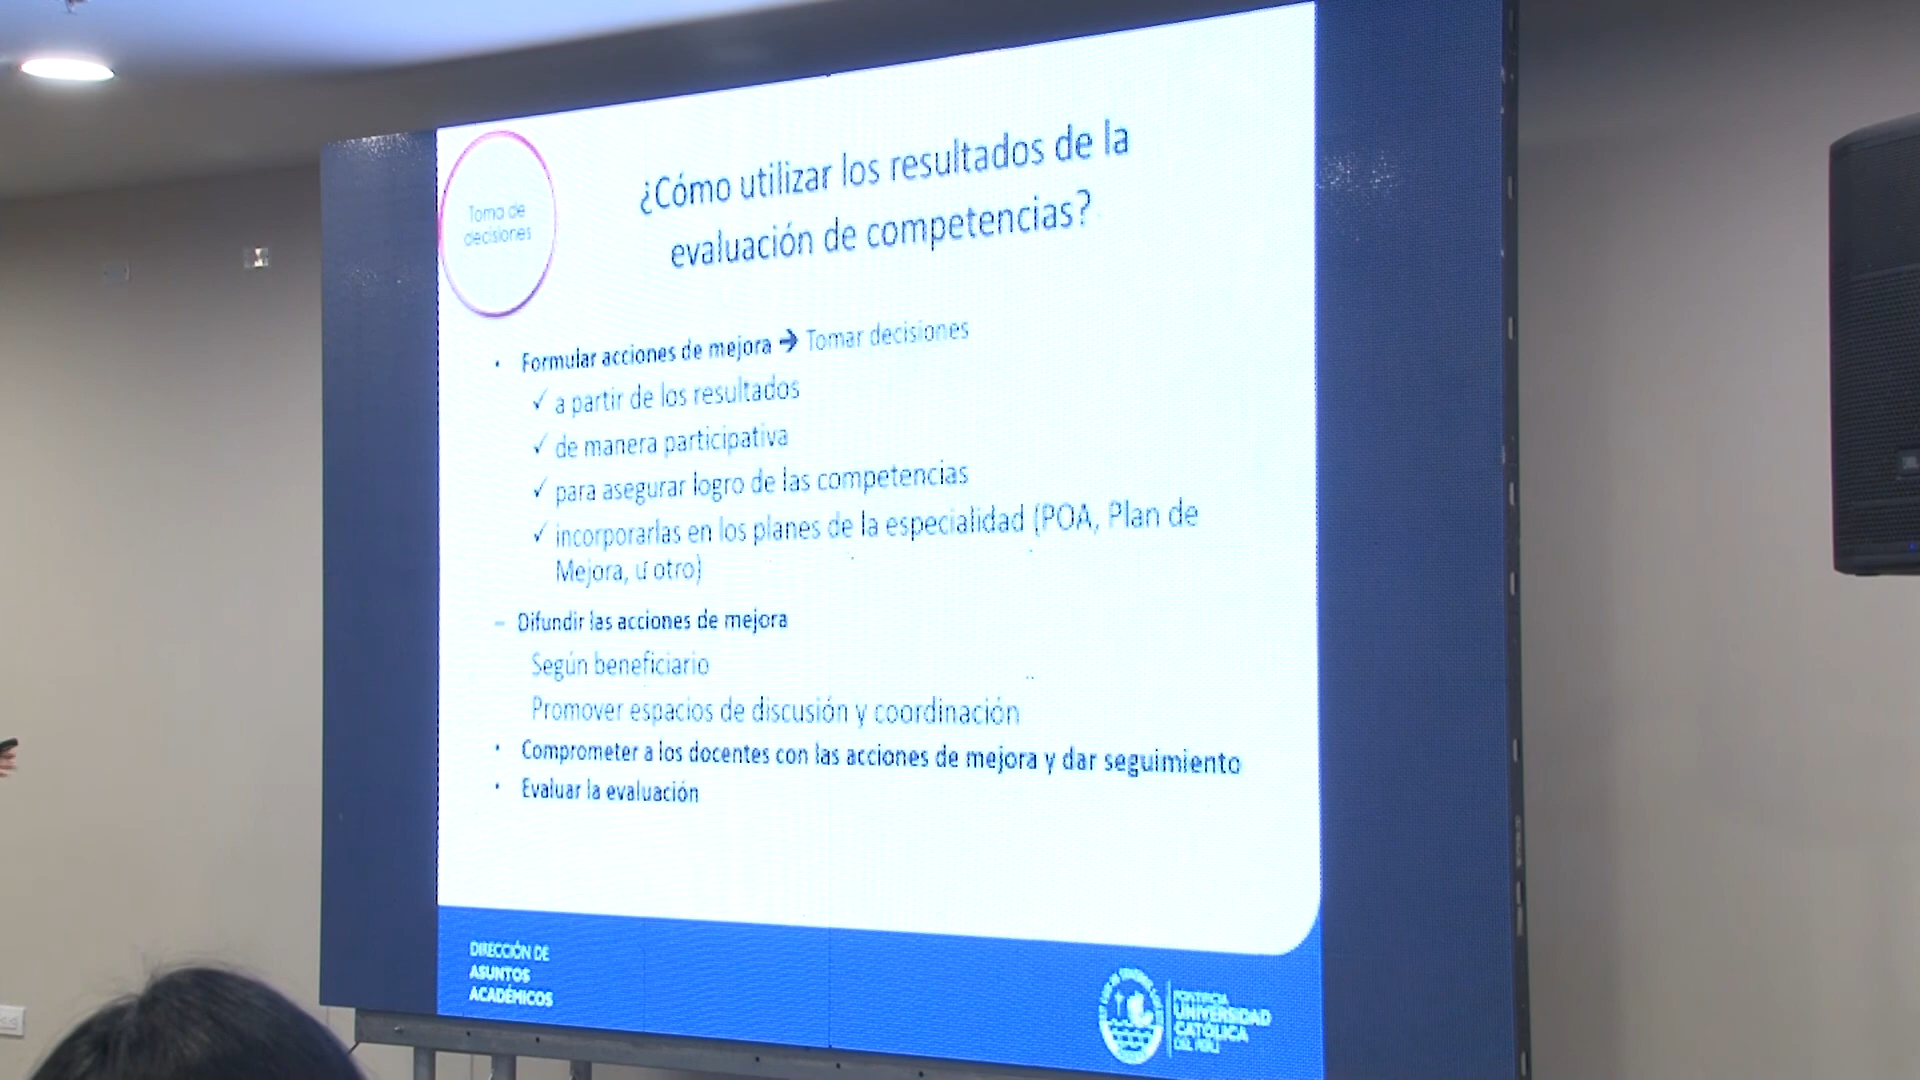 Toma de
decisiones
¿Cómo utilizar los resultados de la
evaluación de competencias?
• Formular acciones de mejora → Tomar decisiones
✓ a partir de los resultados
✓ de manera participativa
✓ para asegurar logro de las competencias
✓ incorporarlas en los planes de la especialidad (POA, Plan de
Mejora, u otro)
– Difundir las acciones de mejora
Según beneficiario
Promover espacios de discusión y coordinación
• Comprometer a los docentes con las acciones de mejora y dar seguimiento
• Evaluar la evaluación
DIRECCIÓN DE
ASUNTOS
ACADÉMICOS
PONTIFICIA
UNIVERSIDAD
CATÓLICA
DEL PERÚ